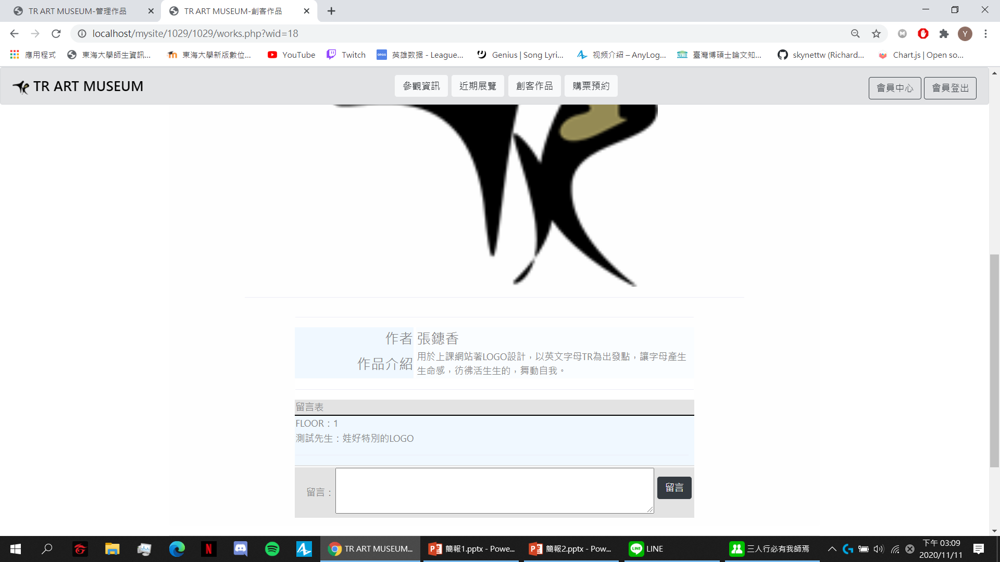 TR ART MUSEUM-管理作品
TR ART MUSEUM-創客作品
localhost/mysite/1029/1029/works.php?wid=18
Y
應用程式
東海大學師生資訊...
東海大學新版數位...
YouTube
Twitch
OPGG
英雄数据 - League...
Genius | Song Lyri...
视频介绍 – AnyLog...
臺灣博碩士論文知...
skynettw (Richard...
Chart.js | Open so...
TR ART MUSEUM
參觀資訊
近期展覽
創客作品
購票預約
會員中心
會員登出
作者 張鏸香
作品介紹
用於上課網站著LOGO設計，以英文字母TR為出發點，讓字母產生
生命感，彷彿活生生的，舞動自我。
留言表
FLOOR：1
測試先生：娃好特別的LOGO
留言：
留言
TR ART MUSEUM...
簡報1.pptx - Powe...
簡報2.pptx - Pow...
LINE
三人行必有我師焉
下午 03:09
2020/11/11